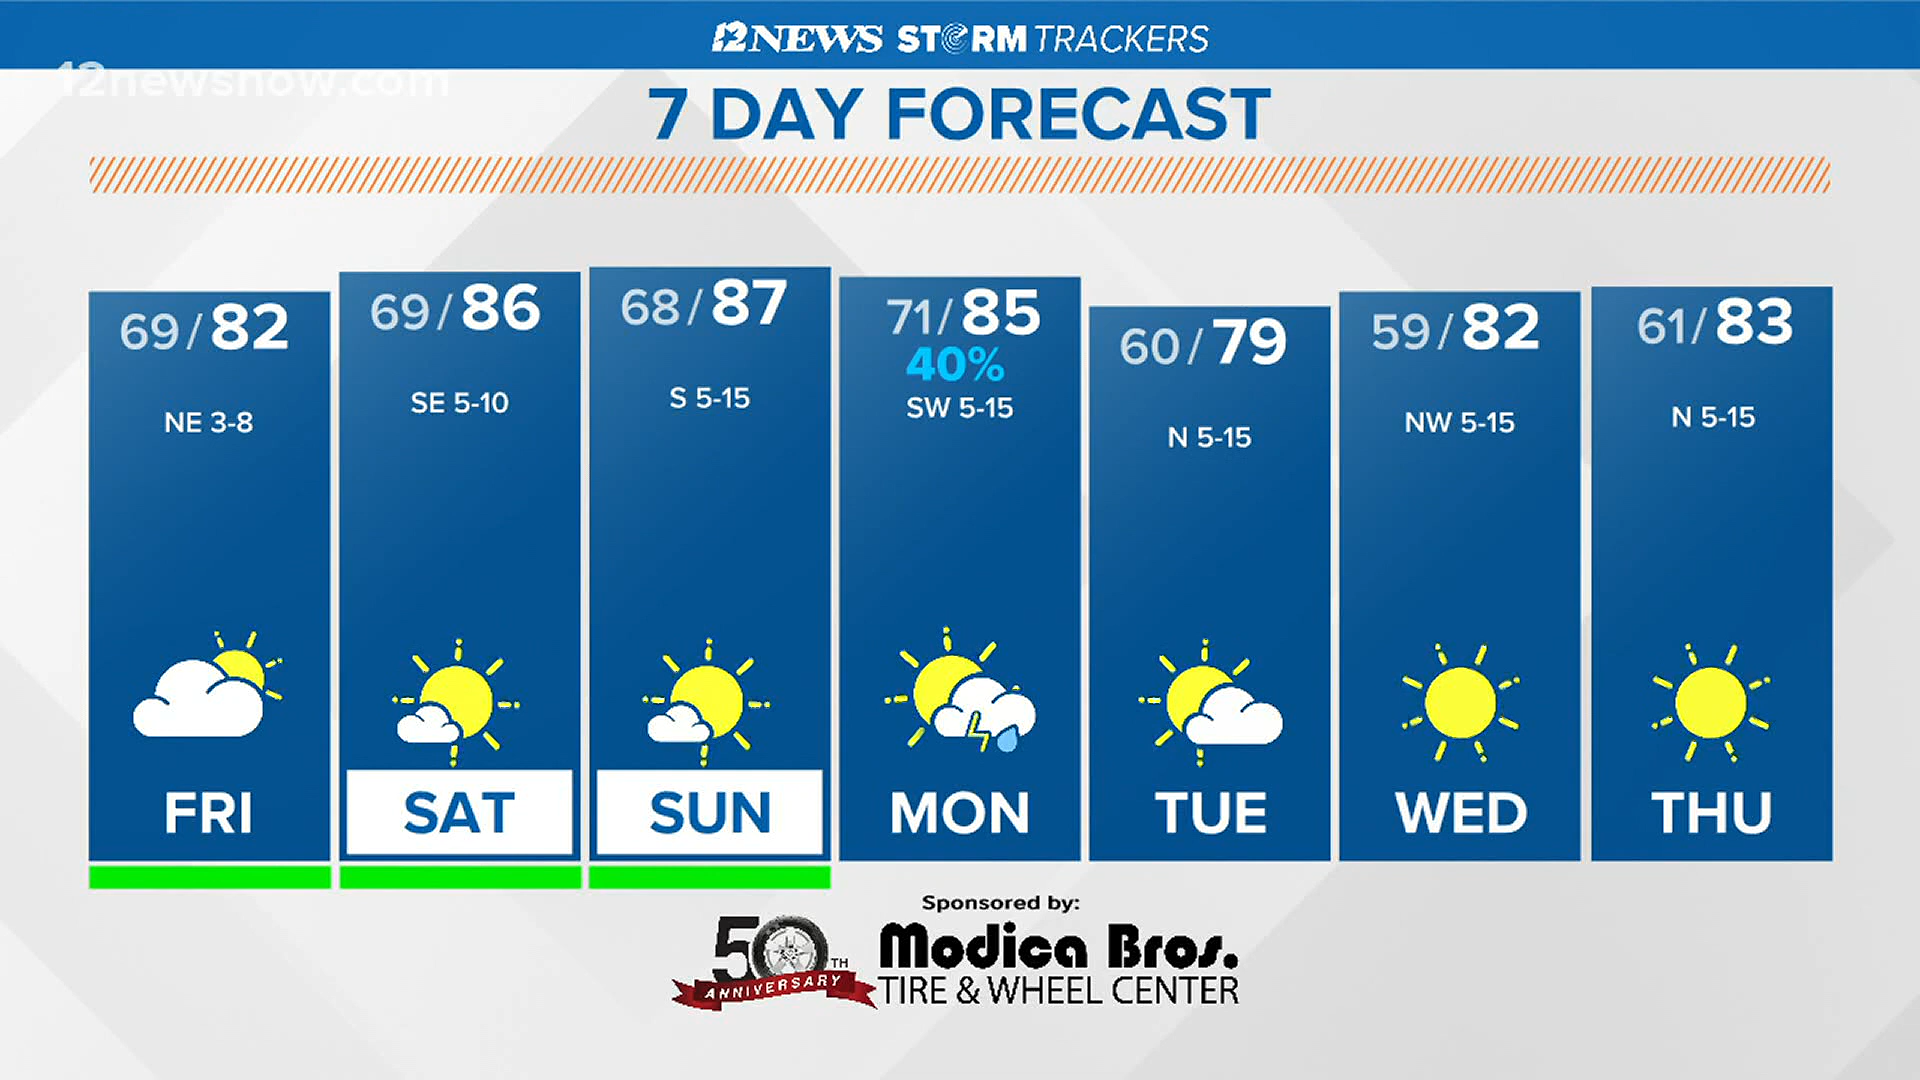 12NEWS STORM TRACKERS
12newsnow.com
7 DAY FORECAST
69/82
NE 3-8
FRI
69/86
SE 5-10
SAT
68/87
S 5-15
SUN
71/85
40%
SW 5-15
MON
60/79
N 5-15
TUE
59/82
NW 5-15
WED
61/83
N 5-15
THU
Sponsored by:
50TH
ANNIVERSARY
Modica Bros.
TIRE & WHEEL CENTER